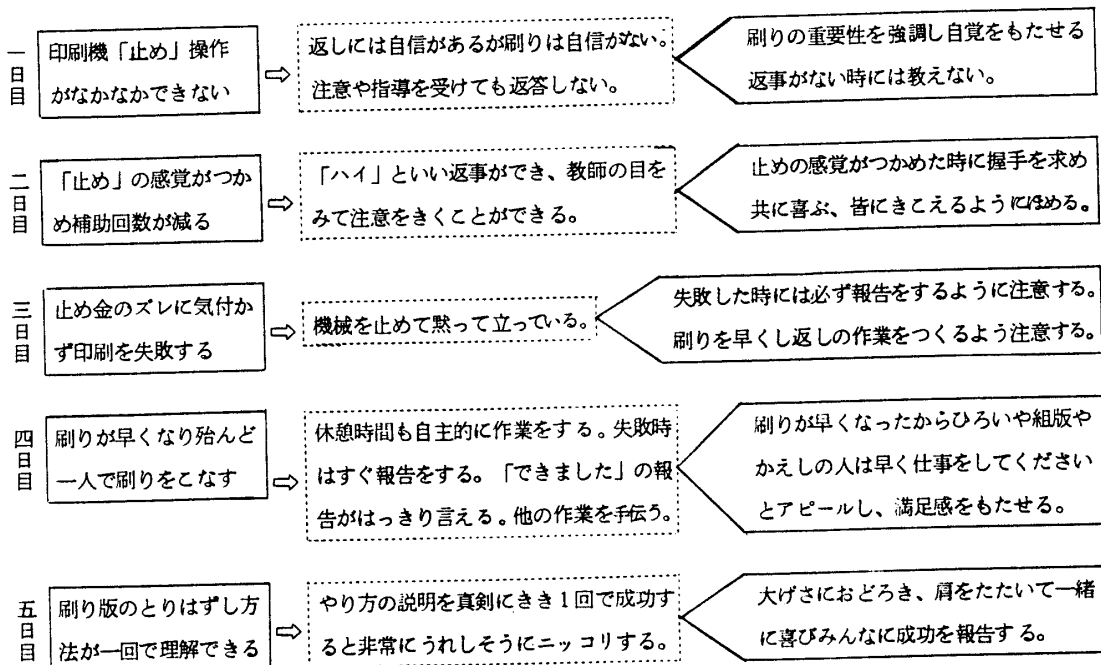 一日目
印刷機「止め」操作
がなかなかできない
返しには自信があるが刷りは自信がない。
注意や指導を受けても返答しない。
刷りの重要性を強調し自覚をもたせる
返事がない時には教えない。
二日目
「止め」の感覚がつか
め補助回数が減る
「ハイ」といい返事ができ、教師の目を
みて注意をきくことができる。
止めの感覚がつかめた時に握手を求め
共に喜ぶ、皆にきこえるようにほめる。
三日目
止め金のズレに気付か
ず印刷を失敗する
機械を止めて黙って立っている。
失敗した時には必ず報告をするように注意する。
刷りを早くし返しの作業をつくるよう注意する。
四日目
刷りが早くなり殆んど
一人で刷りをこなす
休憩時間も自主的に作業をする。失敗時
はすぐ報告をする。「できました」の報
告がはっきり言える。他の作業を手伝う。
刷りが早くなったからひろいや組版や
かえしの人は早く仕事をしてください
とアピールし、満足感をもたせる。
五日目
刷り版のとりはずし方
法が一回で理解できる
やり方の説明を真剣にきき1回で成功す
ると非常にうれしそうにニッコリする。
大げさにおどろき、肩をたたいて一緒
に喜びみんなに成功を報告する。